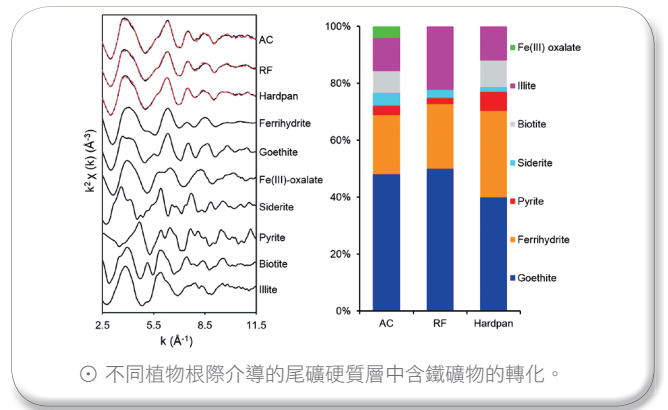 k² χ (k) (Å-³)
AC
RF
Hardpan
Ferrihydrite
Goethite
Fe(III)-oxalate
Siderite
Pyrite
Biotite
Illite
2.5 5.5 8.5 11.5
k (Å-¹)
100%
80%
60%
40%
20%
0%
AC RF Hardpan
Fe(III) oxalate
Illite
Biotite
Siderite
Pyrite
Ferrihydrite
Goethite
⊙ 不同植物根際介導的尾礦硬質層中含鐵礦物的轉化。